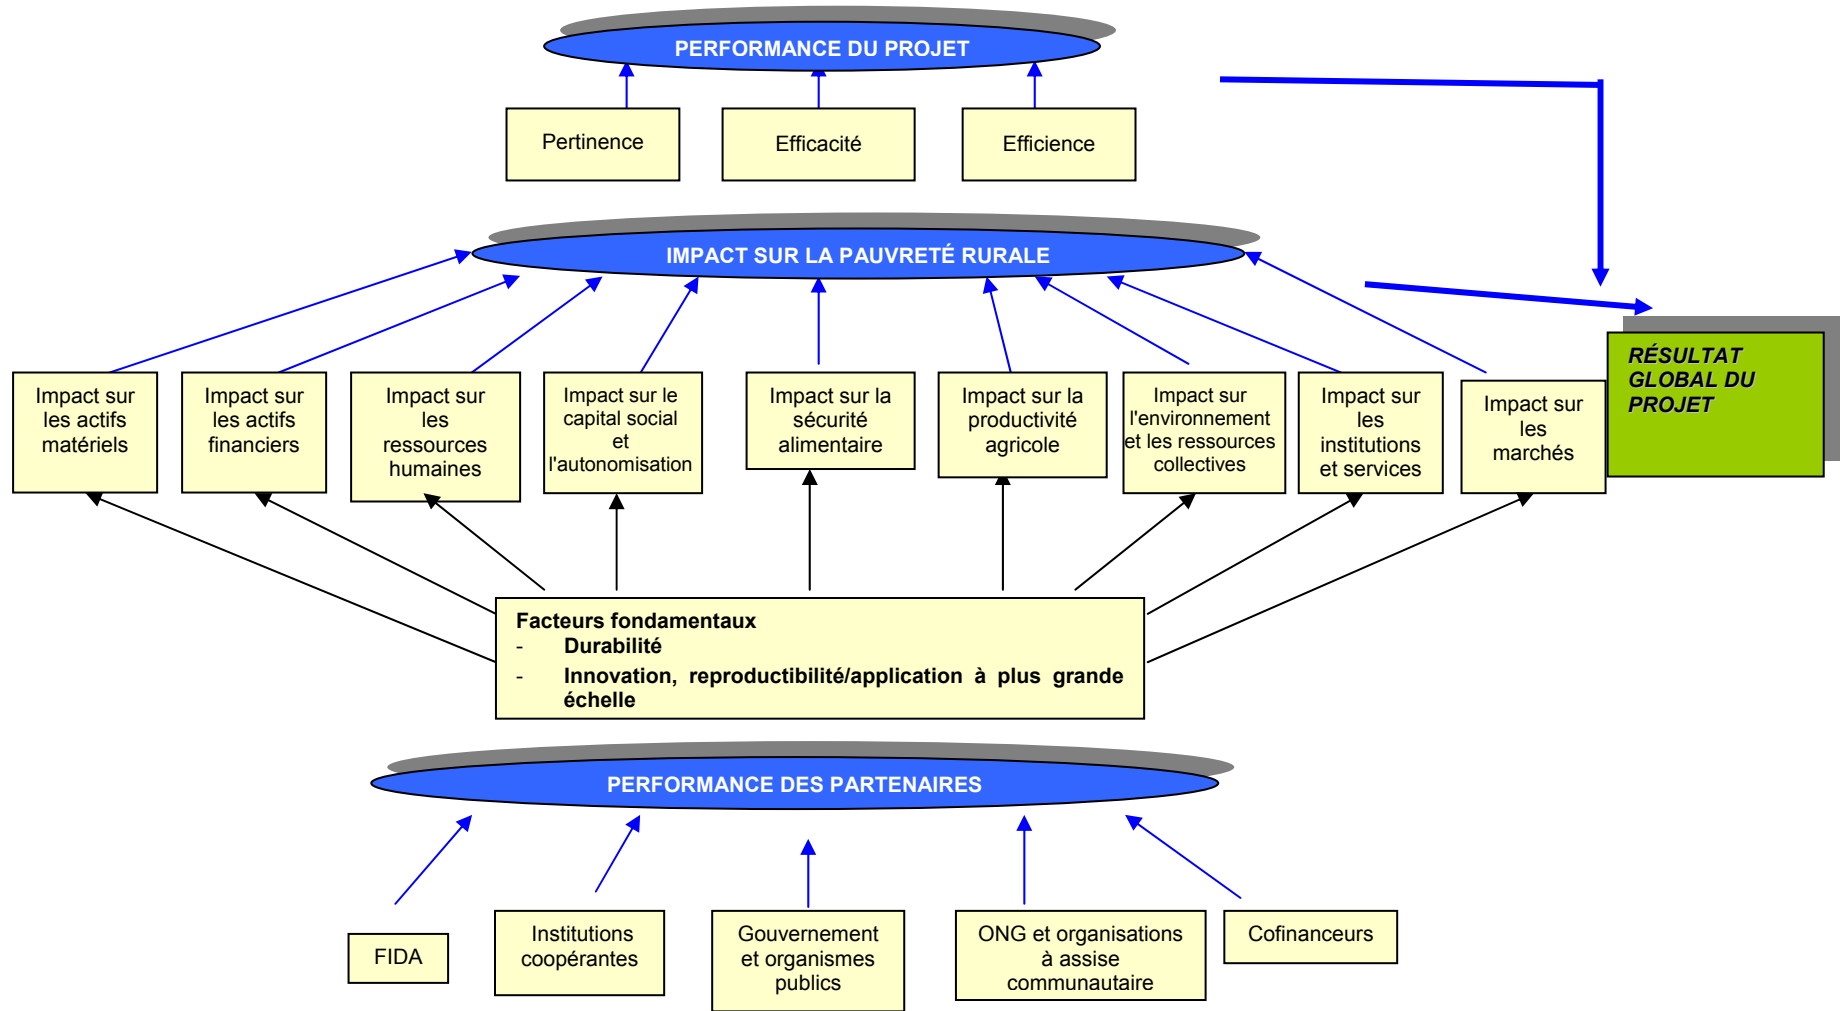 PERFORMANCE DU PROJET
Pertinence
Efficacité
Efficience
IMPACT SUR LA PAUVRETÉ RURALE
Impact sur
les actifs
matériels
Impact sur
les actifs
financiers
Impact sur
les
ressources
humaines
Impact sur le
capital social
et
l'autonomisation
Impact sur la
sécurité
alimentaire
Impact sur la
productivité
agricole
Impact sur
l'environnement
et les ressources
collectives
Impact sur
les
institutions
et services
Impact sur
les
marchés
RÉSULTAT
GLOBAL DU
PROJET
Facteurs fondamentaux
- Durabilité
- Innovation, reproductibilité/application à plus grande
échelle
PERFORMANCE DES PARTENAIRES
FIDA
Institutions
coopérantes
Gouvernement
et organismes
publics
ONG et organisations
à assise
communautaire
Cofinanceurs